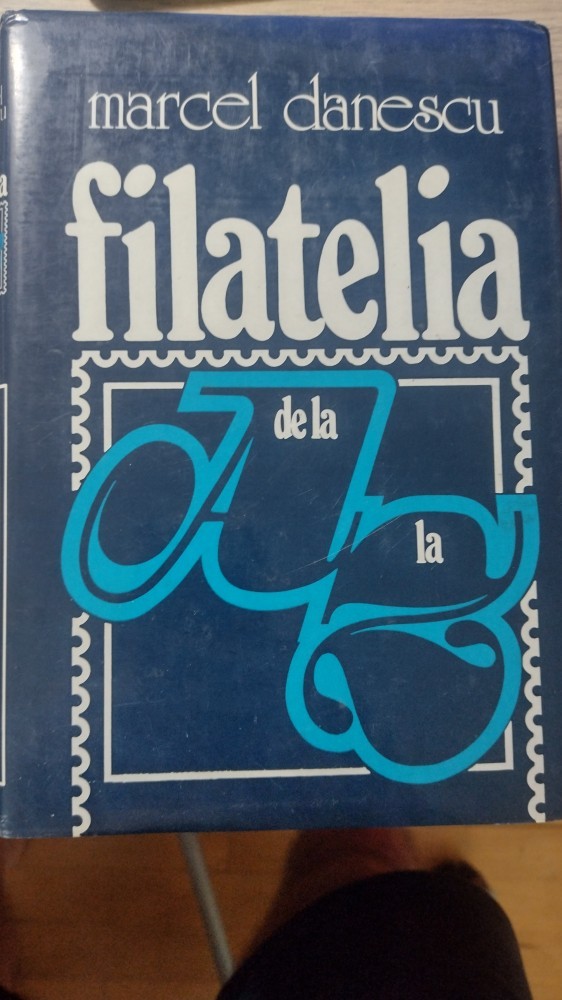 marcel danescu
filatelia
de la
A
la
Z